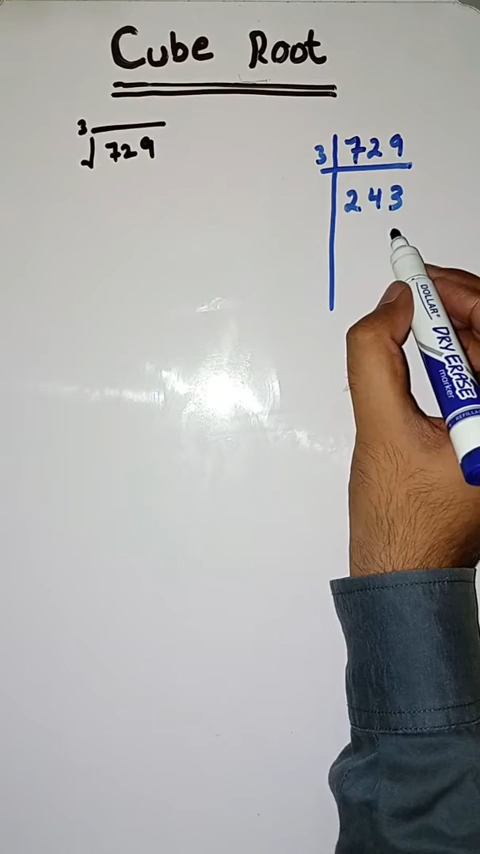 Cube Root
3√729
3 | 729
243
DOLLAR®
DRY ERASE
marker